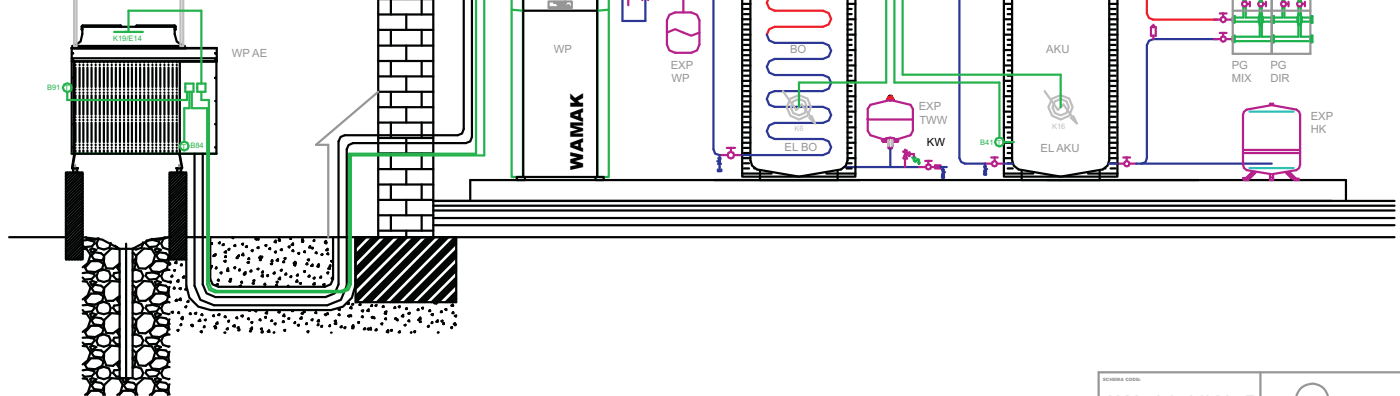 K19/E14
WP AE
B91
B84
WP
WAMAK
EXP
WP
BO
K6
EL BO
EXP
TWW
KW
AKU
K16
B41
EL AKU
PG
MIX
PG
DIR
EXP
HK
SCHEMA CODE: